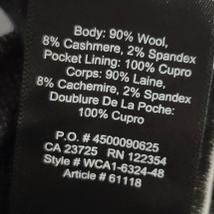 Body: 90% Wool,
8% Cashmere, 2% Spandex
Pocket Lining: 100% Cupro
Corps: 90% Laine,
8% Cachemire, 2% Spandex
Doublure De La Poche:
100% Cupro
P.O. # 4500090625
CA 23725 RN 122354
Style # WCA1-6324-48
Article # 61118